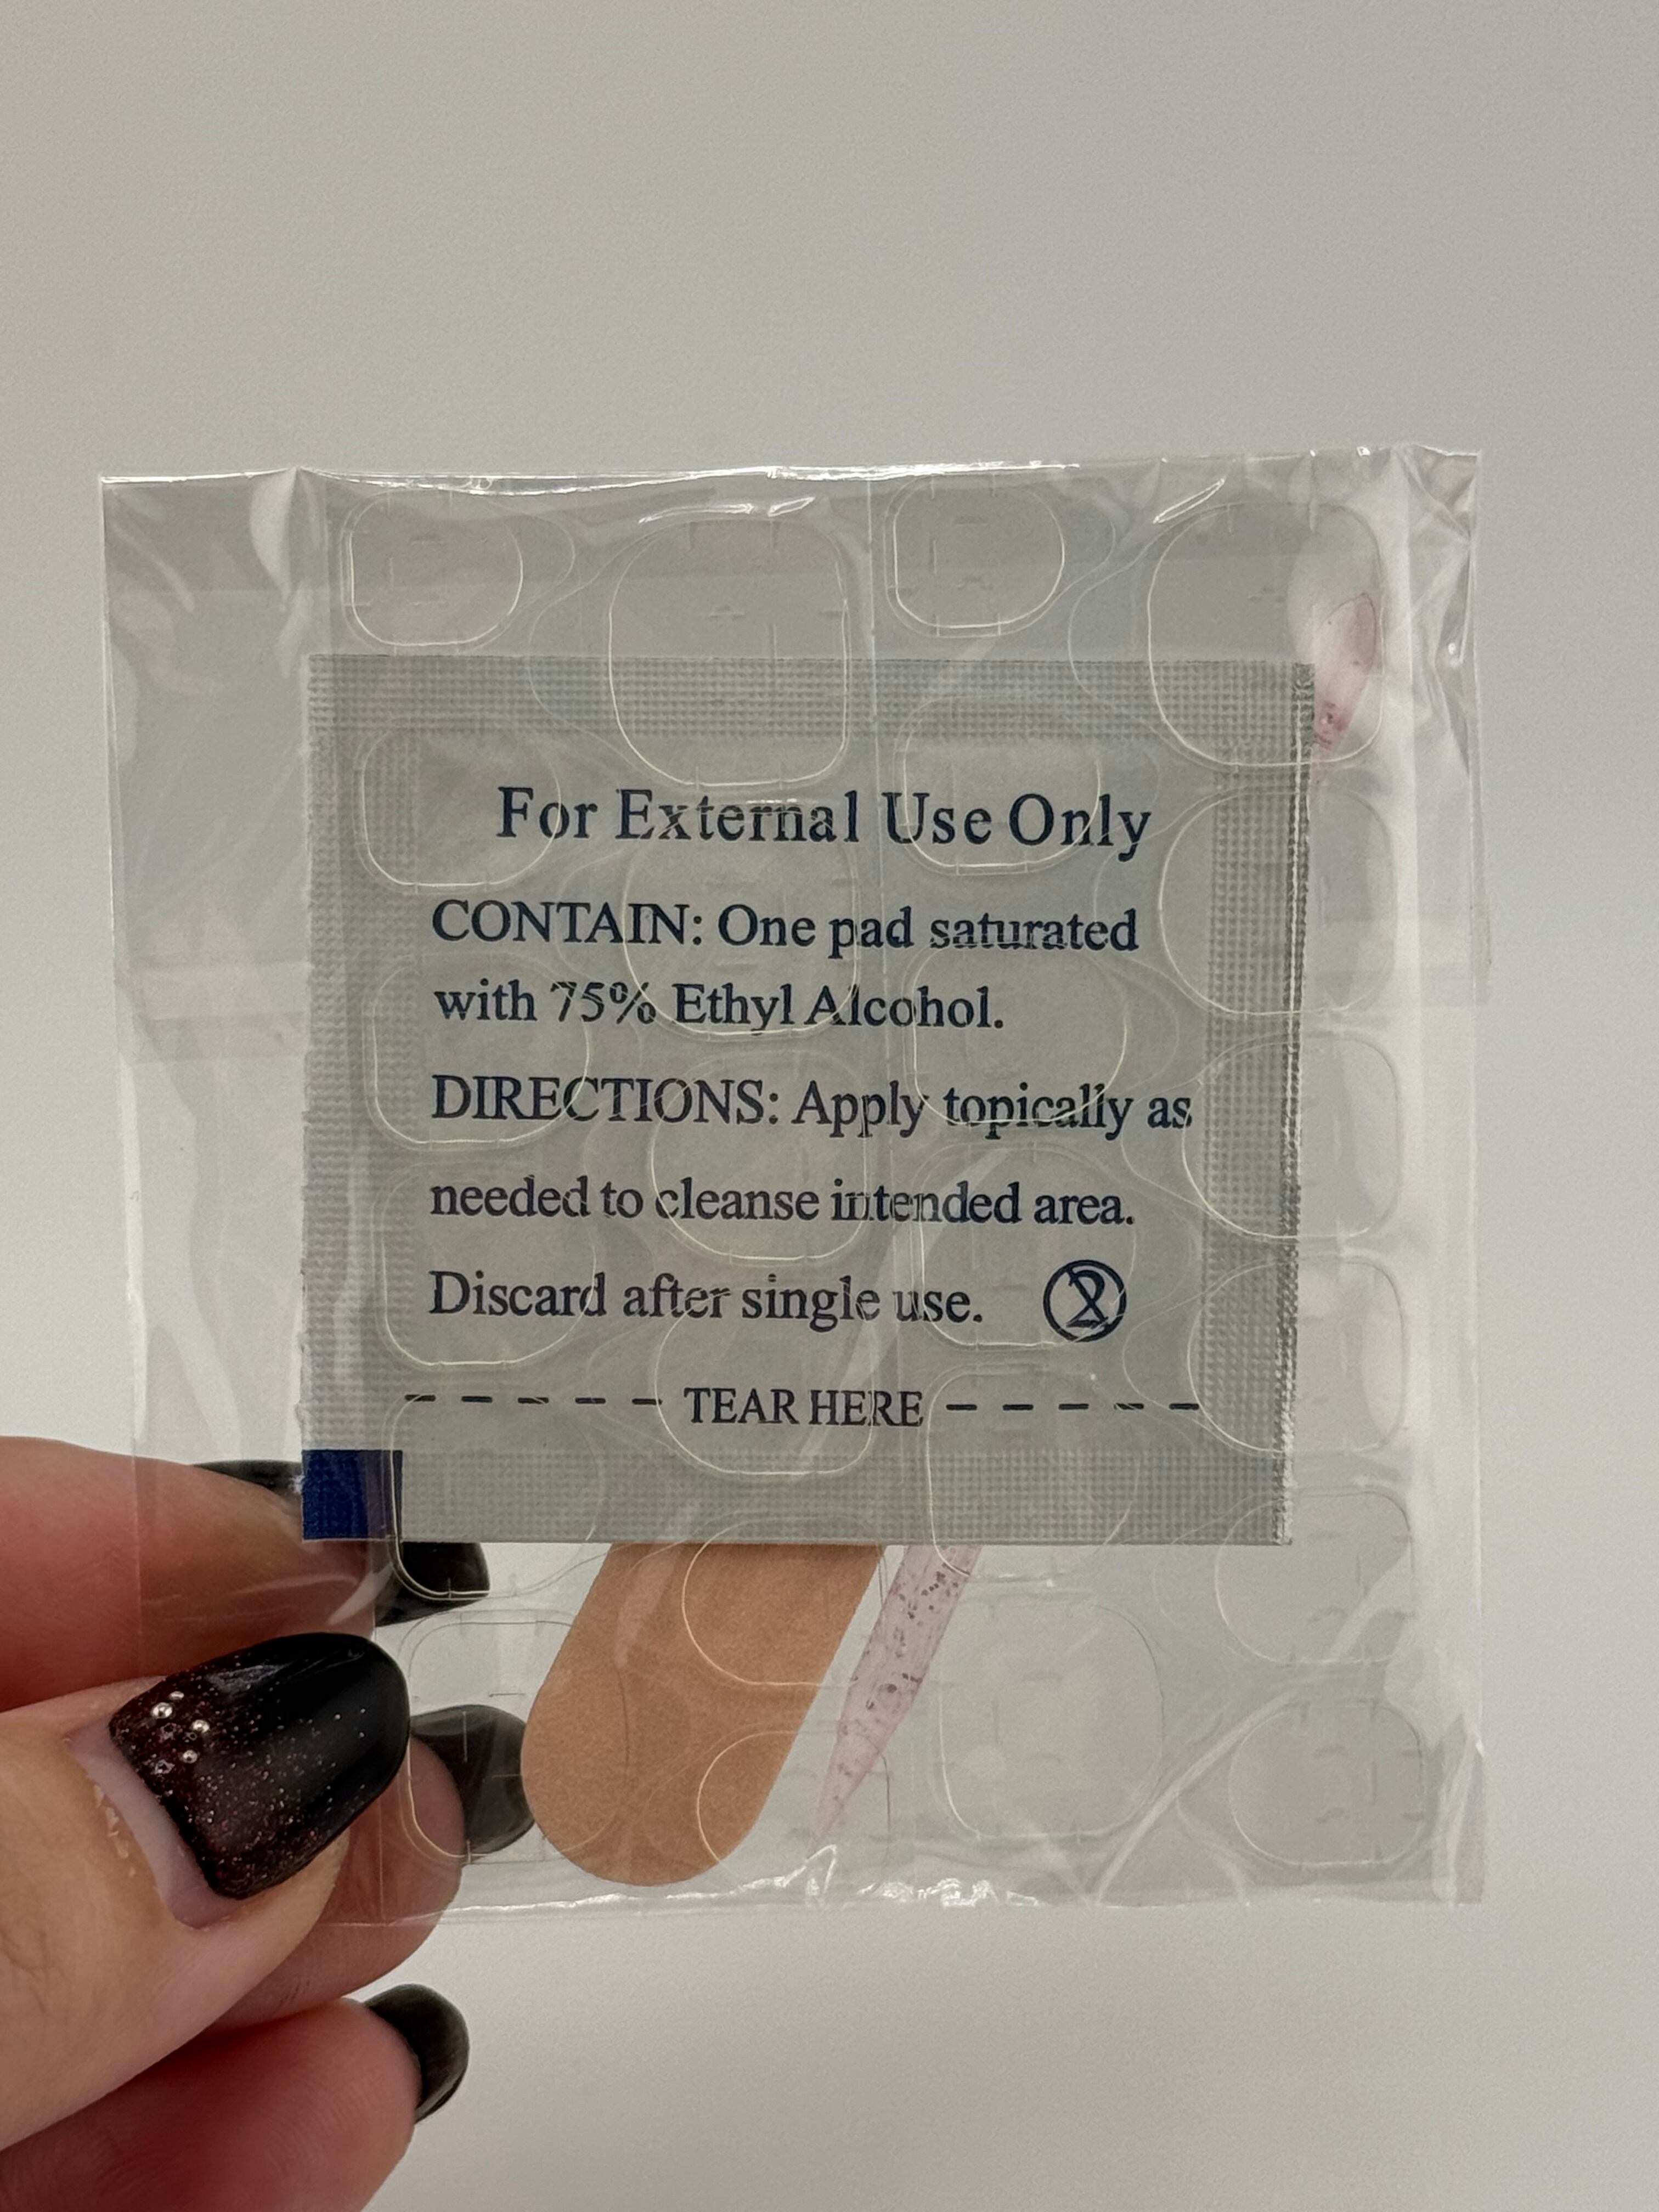 For External Use Only
CONTAIN: One pad saturated
with 75% Ethyl Alcohol.
DIRECTIONS: Apply topically as
needed to cleanse intended area.
Discard after single use. 2
- - - - - - TEAR HERE - - - - - -